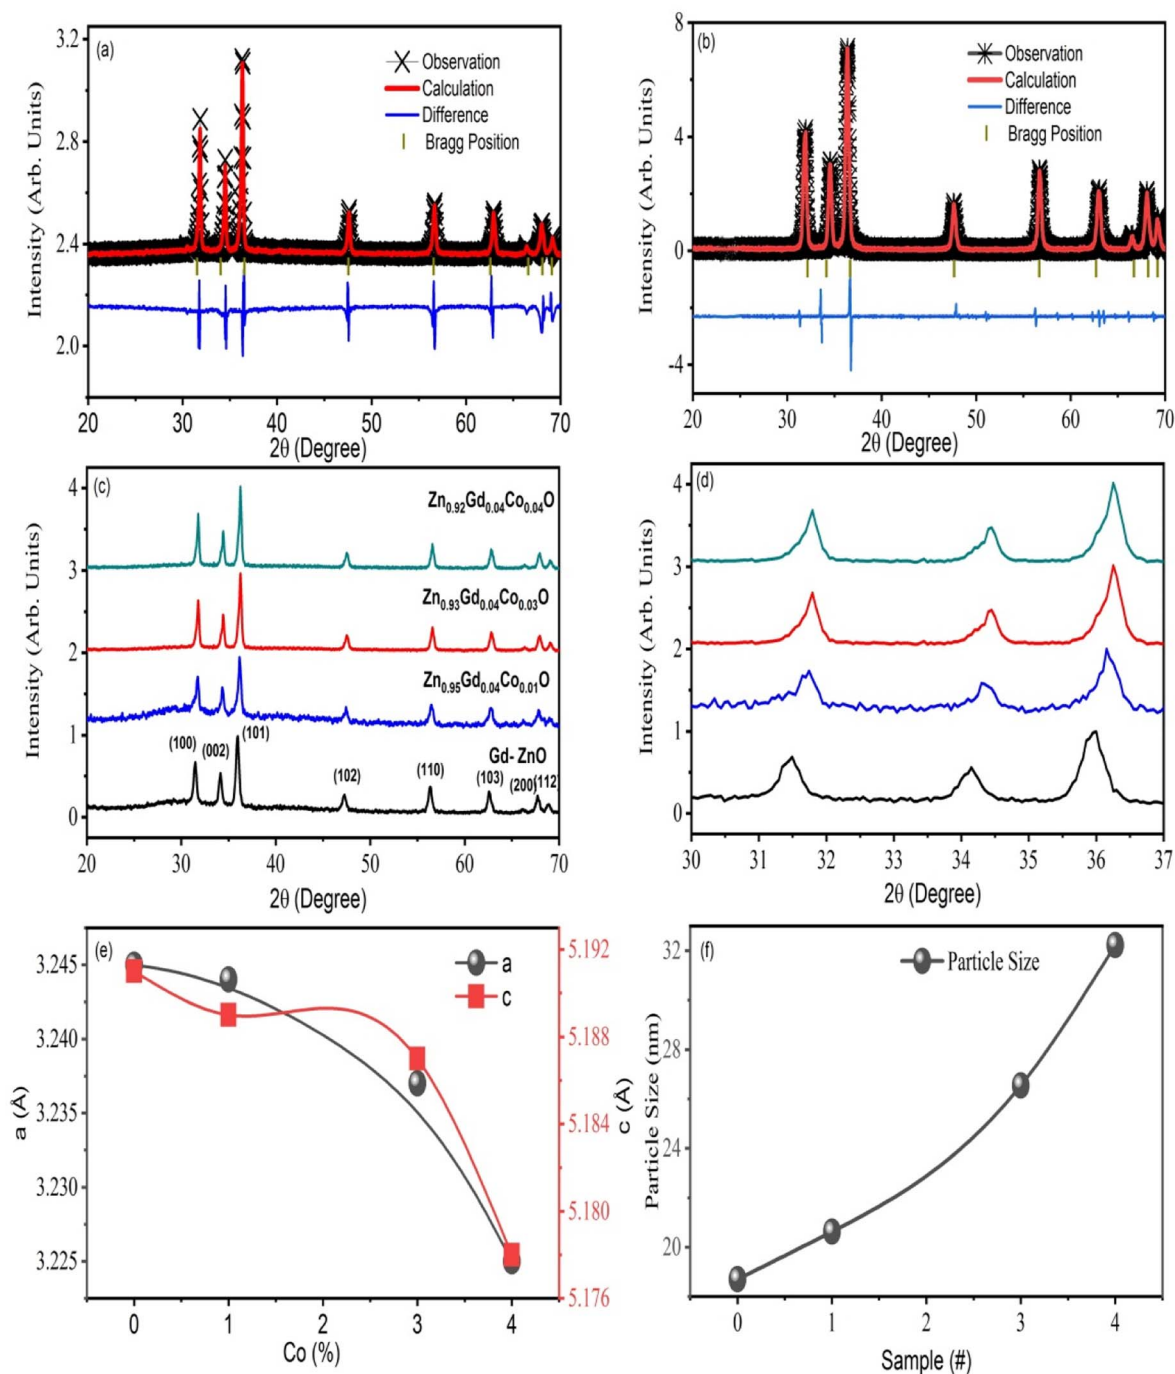 (a)
Observation
Calculation
Difference
Bragg Position
3.2
2.8
2.4
2.0
Intensity (Arb. Units)
20 30 40 50 60 70
2θ (Degree)
(b)
Observation
Calculation
Difference
Bragg Position
8
4
0
-4
Intensity (Arb. Units)
20 30 40 50 60 70
2θ (Degree)
(c)
Zn0.92Gd0.04Co0.04O
Zn0.93Gd0.04Co0.03O
Zn0.95Gd0.04Co0.01O
Gd-ZnO
(100) (002) (101) (102) (110) (103) (200) (112)
4
3
2
1
0
Intensity (Arb. Units)
20 30 40 50 60 70
2θ (Degree)
(d)
4
3
2
1
0
Intensity (Arb. Units)
30 31 32 33 34 35 36 37
2θ (Degree)
(e)
a
c
3.245
3.240
3.235
3.230
3.225
a (Å)
5.192
5.188
5.184
5.180
5.176
c (Å)
0 1 2 3 4
Co (%)
(f)
Particle Size
32
28
24
20
Particle Size (nm)
0 1 2 3 4
Sample (#)